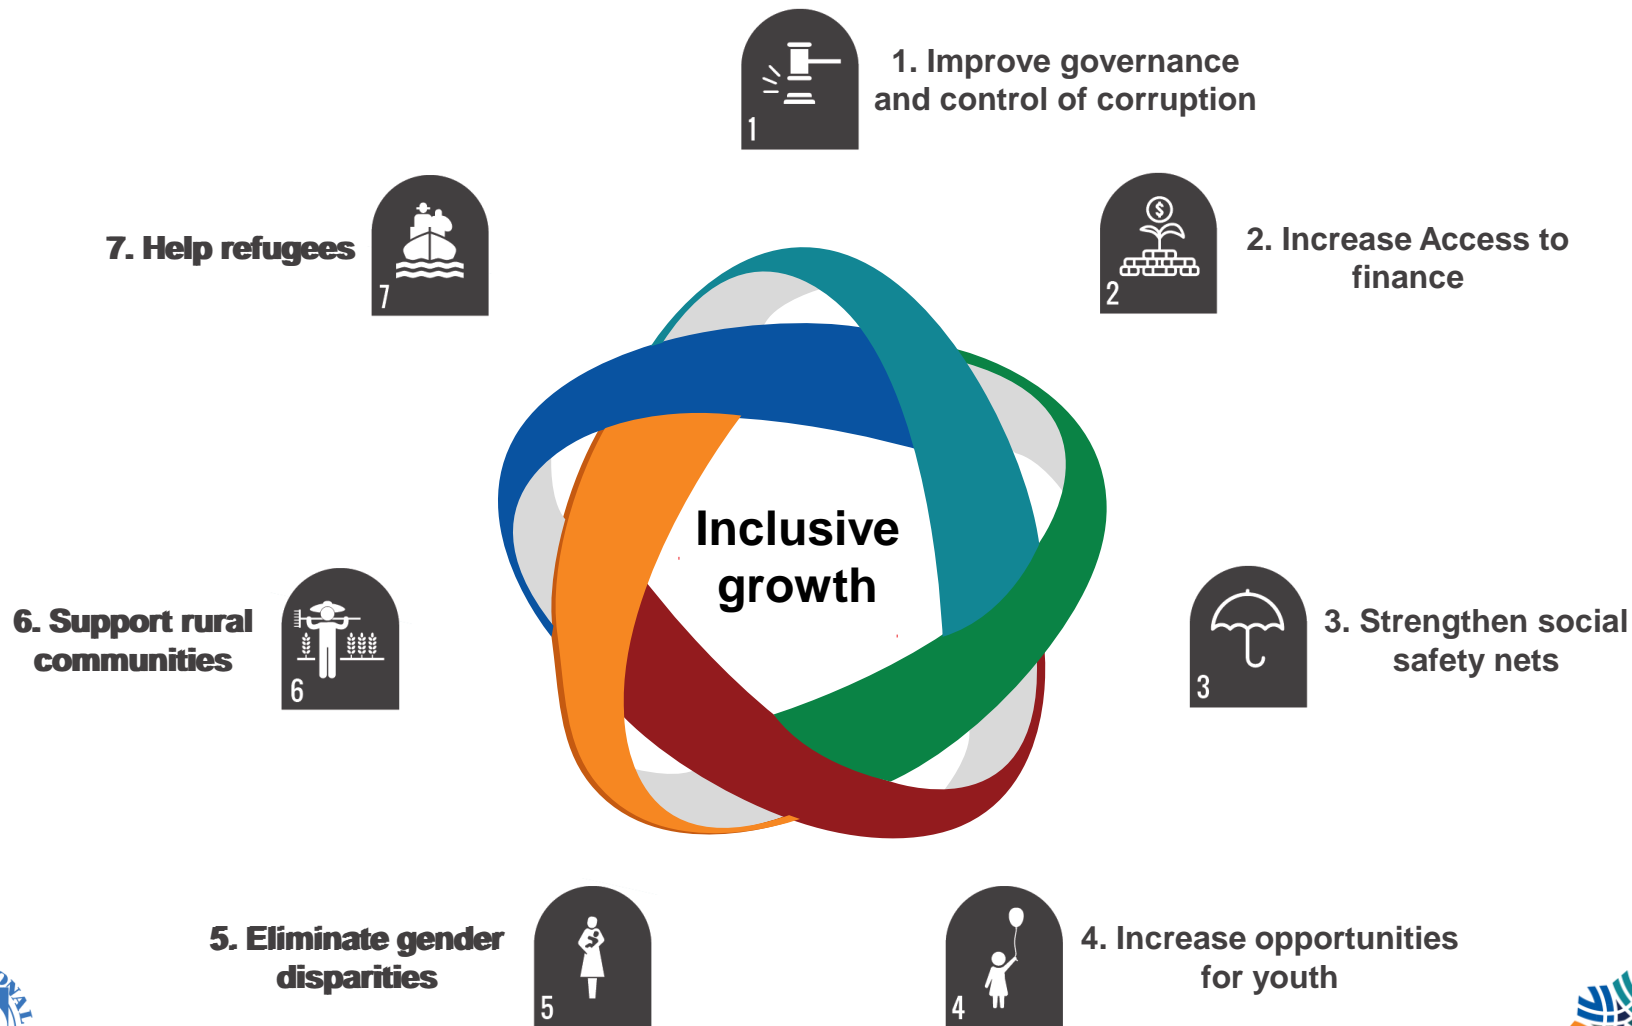 1
1. Improve governance
and control of corruption
2
2. Increase Access to
finance
3
3. Strengthen social
safety nets
4
4. Increase opportunities
for youth
5. Eliminate gender
disparities
5
6. Support rural
communities
6
7. Help refugees
7
Inclusive
growth